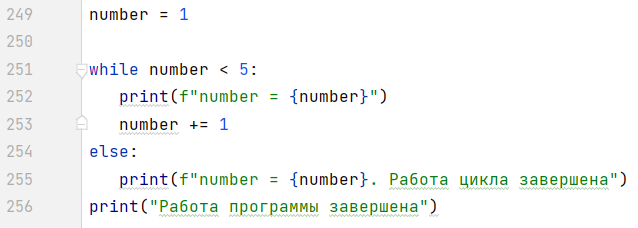 249 number = 1
250
251 while number < 5:
252    print(f"number = {number}")
253    number += 1
254 else:
255    print(f"number = {number}. Работа цикла завершена")
256 print("Работа программы завершена")